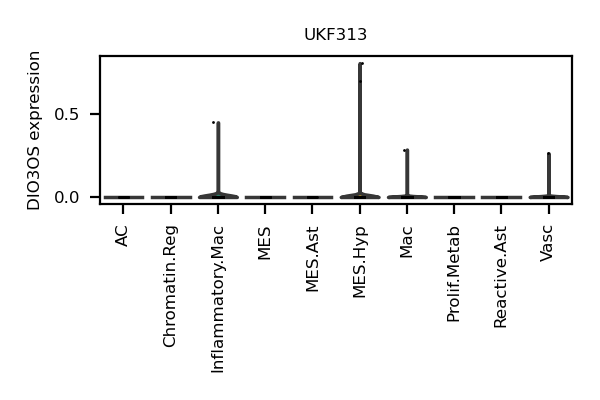 UKF313
DIO3OS expression
0.5
0.0
AC
Chromatin.Reg
Inflammatory.Mac
MES
MES.Ast
MES.Hyp
Mac
Prolif.Metab
Reactive.Ast
Vasc